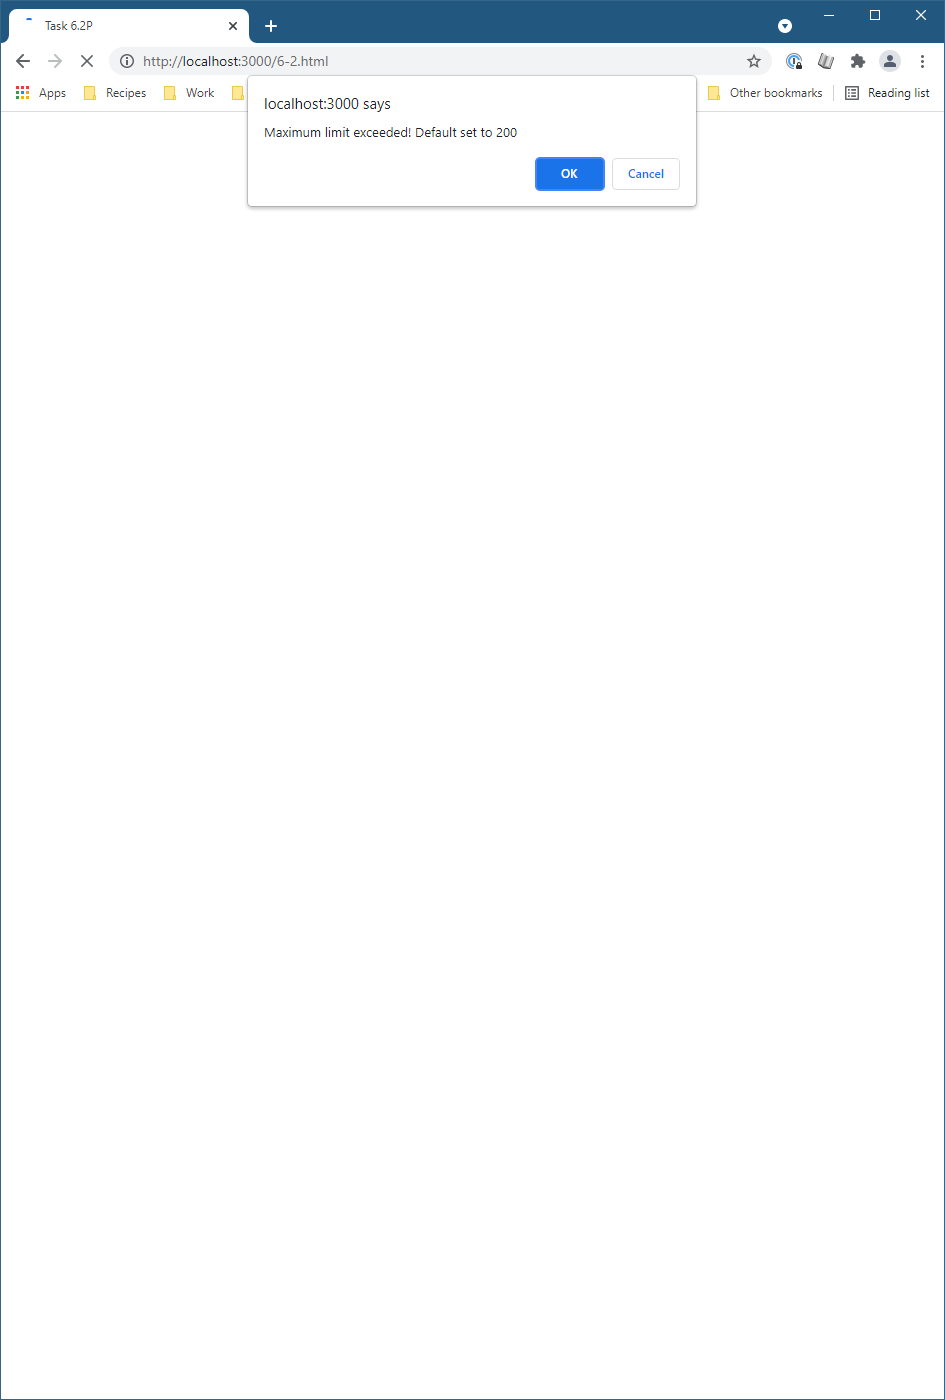 Task 6.2P
http://localhost:3000/6-2.html
Apps Recipes Work Other bookmarks Reading list
localhost:3000 says
Maximum limit exceeded! Default set to 200
OK Cancel